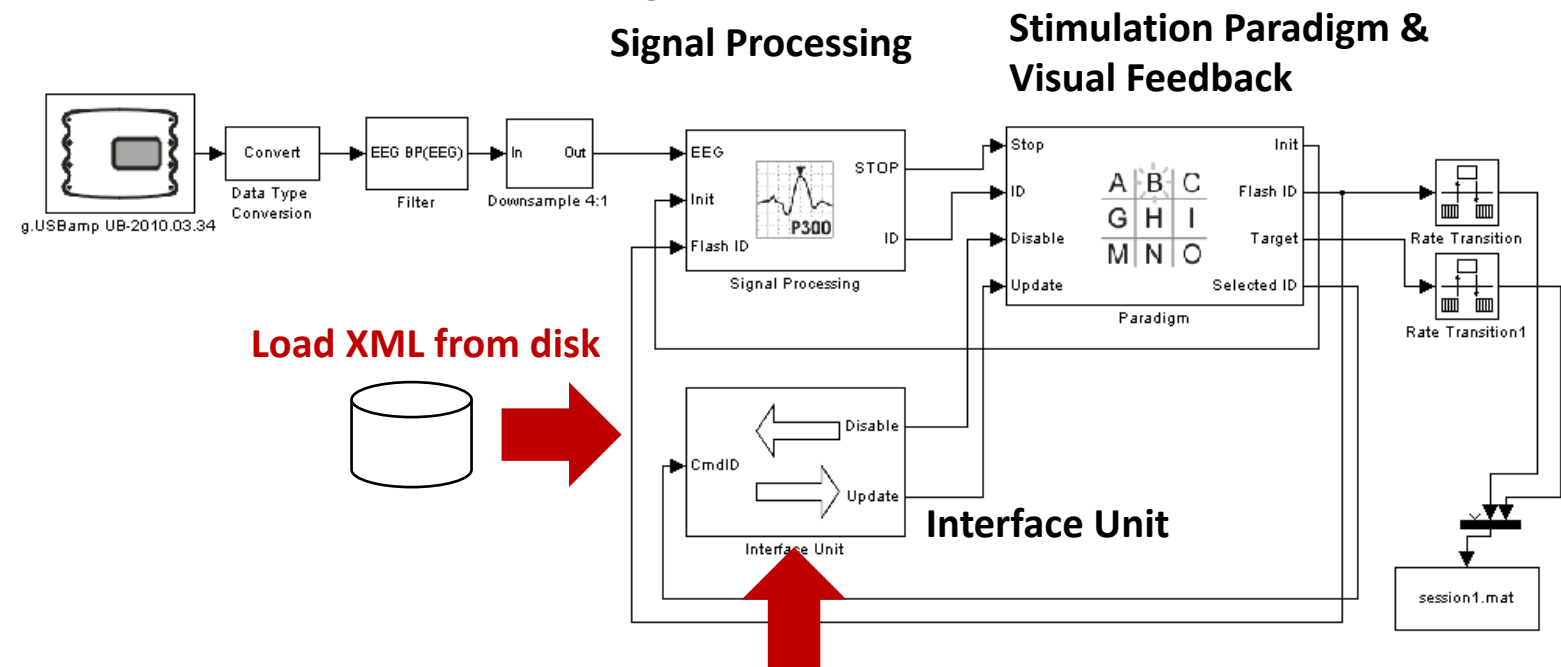 Signal Processing
Stimulation Paradigm &
Visual Feedback
g.USBamp UB-2010.03.34
Convert
Data Type
Conversion
EEG BP(EEG)
Filter
In Out
Downsample 4:1
EEG
Init
Flash ID
STOP
ID
P300
Signal Processing
Stop
ID
Disable
Update
A B C
G H I
M N O
Init
Flash ID
Target
Selected ID
Paradigm
Rate Transition
Rate Transition1
Load XML from disk
CmdID
Disable
Update
Interface Unit
Interface Unit
session1.mat